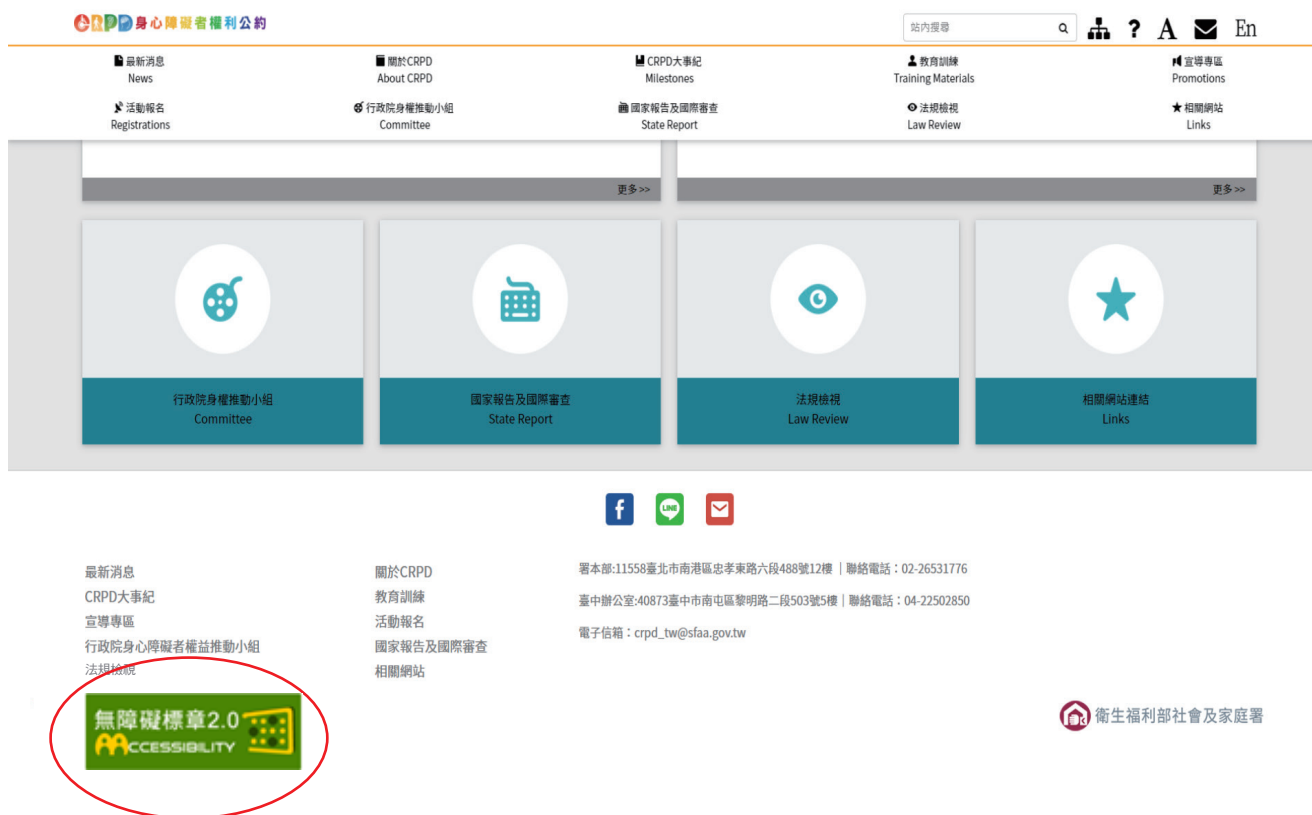 CRPD身心障礙者權利公約
站內搜尋
? A En
最新消息
News
關於CRPD
About CRPD
CRPD大事紀
Milestones
教育訓練
Training Materials
宣導專區
Promotions
活動報名
Registrations
行政院身權推動小組
Committee
國家報告及國際審查
State Report
法規檢視
Law Review
相關網站
Links
更多>>
更多>>
行政院身權推動小組
Committee
國家報告及國際審查
State Report
法規檢視
Law Review
相關網站連結
Links
f LINE
最新消息
CRPD大事紀
宣導專區
行政院身心障礙者權益推動小組
法規檢視
關於CRPD
教育訓練
活動報名
國家報告及國際審查
相關網站
署本部:11558臺北市南港區忠孝東路六段488號12樓｜聯絡電話：02-26531776
臺中辦公室:40873臺中市南屯區黎明路二段503號5樓｜聯絡電話：04-22502850
電子信箱：crpd_tw@sfaa.gov.tw
無障礙標章2.0
AACCESSIBILITY
衛生福利部社會及家庭署